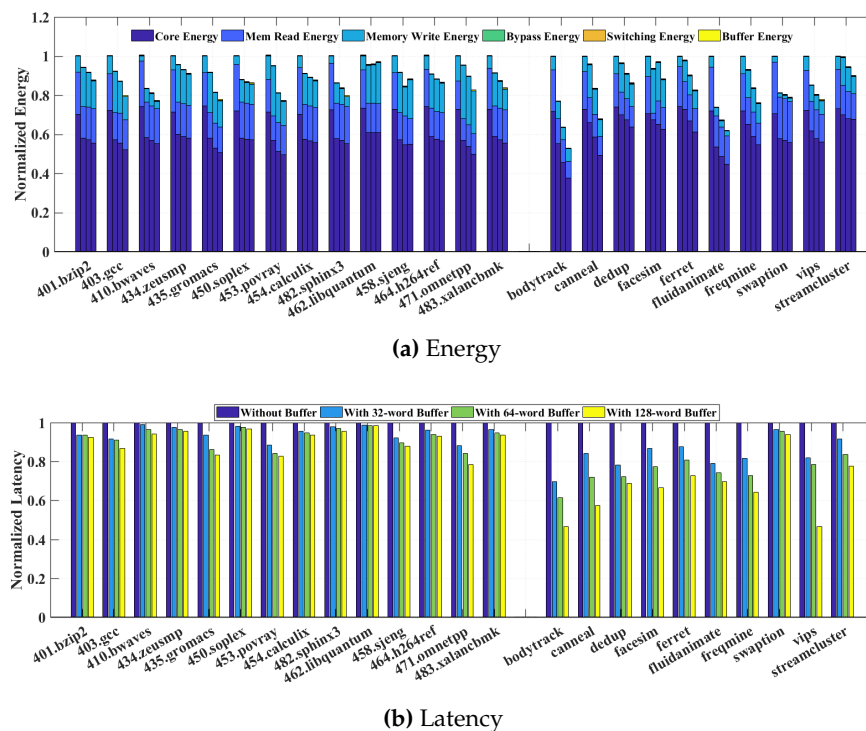 1.2
Core Energy Mem Read Energy Memory Write Energy Bypass Energy Switching Energy Buffer Energy
1
0.8
0.6
0.4
0.2
0
Normalized Energy
401.bzip2 403.gcc 410.bwaves 434.zeusmp 435.gromacs 450.soplex 453.povray 454.calculix 482.sphinx3 462.libquantum 458.sjeng 464.h264ref 471.omnetpp 483.xalancbmk bodytrack canneal dedup facesim ferret fluidanimate freqmine swaption vips streamcluster
(a) Energy
Without Buffer With 32-word Buffer With 64-word Buffer With 128-word Buffer
1
0.8
0.6
0.4
0.2
0
Normalized Latency
401.bzip2 403.gcc 410.bwaves 434.zeusmp 435.gromacs 450.soplex 453.povray 454.calculix 482.sphinx3 462.libquantum 458.sjeng 464.h264ref 471.omnetpp 483.xalancbmk bodytrack canneal dedup facesim ferret fluidanimate freqmine swaption vips streamcluster
(b) Latency